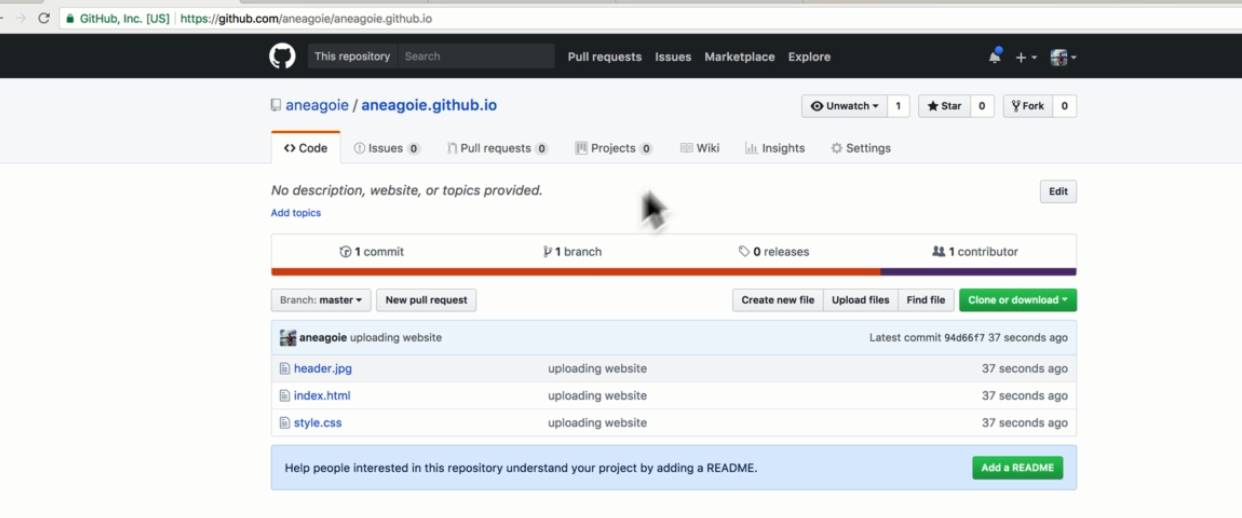 GitHub, Inc. [US] https://github.com/aneagoie/aneagoie.github.io
This repository Search Pull requests Issues Marketplace Explore
aneagoie / aneagoie.github.io Unwatch 1 Star 0 Fork 0
Code Issues 0 Pull requests 0 Projects 0 Wiki Insights Settings
No description, website, or topics provided. Edit
Add topics
1 commit 1 branch 0 releases 1 contributor
Branch: master New pull request Create new file Upload files Find file Clone or download
aneagoie uploading website Latest commit 94d66f7 37 seconds ago
header.jpg uploading website 37 seconds ago
index.html uploading website 37 seconds ago
style.css uploading website 37 seconds ago
Help people interested in this repository understand your project by adding a README. Add a README